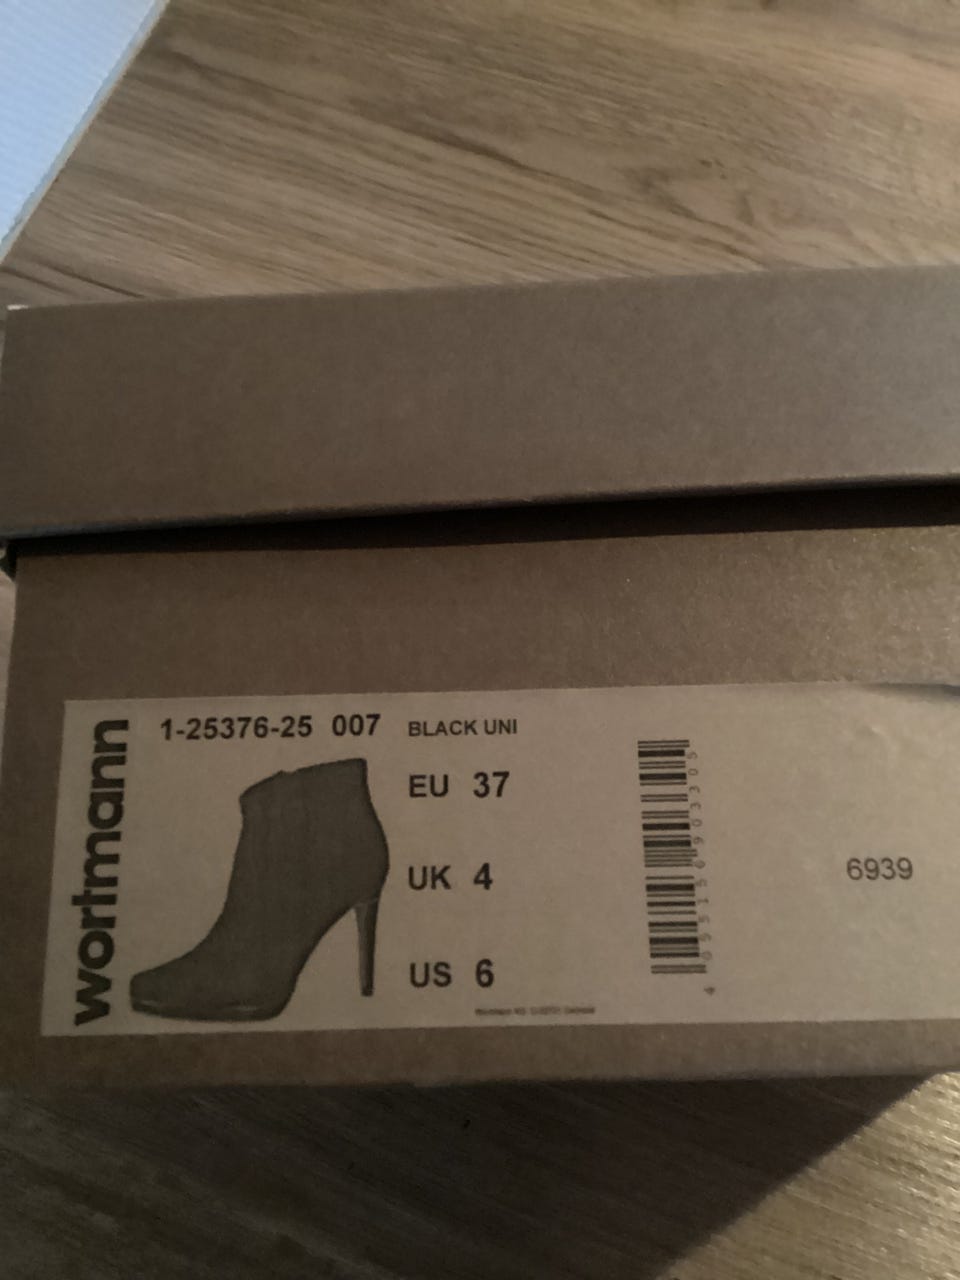 wortmann
1-25376-25 007 BLACK UNI
EU 37
UK 4
US 6
6939